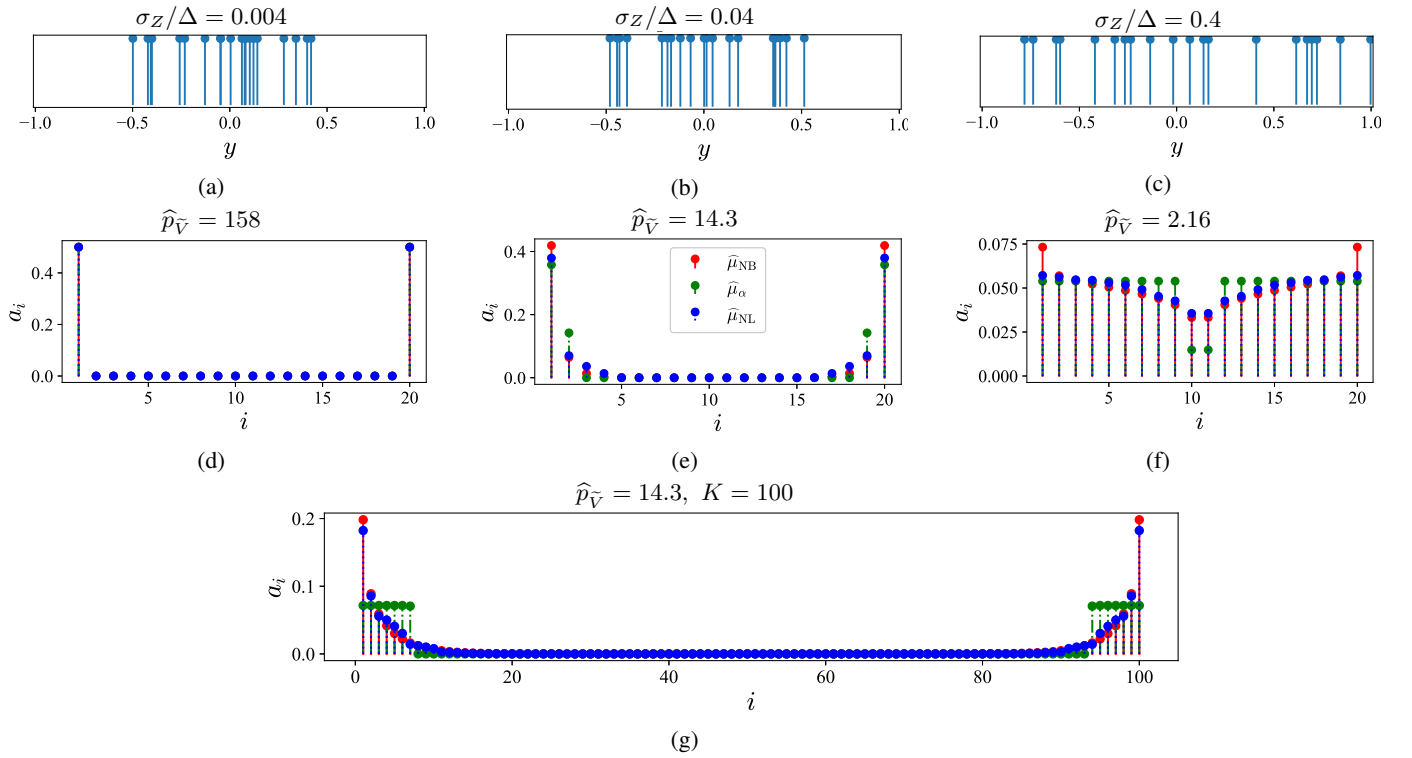 σ_Z/Δ = 0.004
σ_Z/Δ = 0.04
σ_Z/Δ = 0.4
−1.0 −0.5 0.0 0.5 1.0
−1.0 −0.5 0.0 0.5 1.0
−1.0 −0.5 0.0 0.5 1.0
y
y
y
(a)
(b)
(c)
p̂_Ṽ = 158
p̂_Ṽ = 14.3
p̂_Ṽ = 2.16
a_i
0.4
0.2
0.0
5 10 15 20
i
a_i
0.4
0.2
0.0
μ̂_NB
μ̂_α
μ̂_NL
5 10 15 20
i
a_i
0.075
0.050
0.025
0.000
5 10 15 20
i
(d)
(e)
(f)
p̂_Ṽ = 14.3, K = 100
a_i
0.2
0.1
0.0
0 20 40 60 80 100
i
(g)